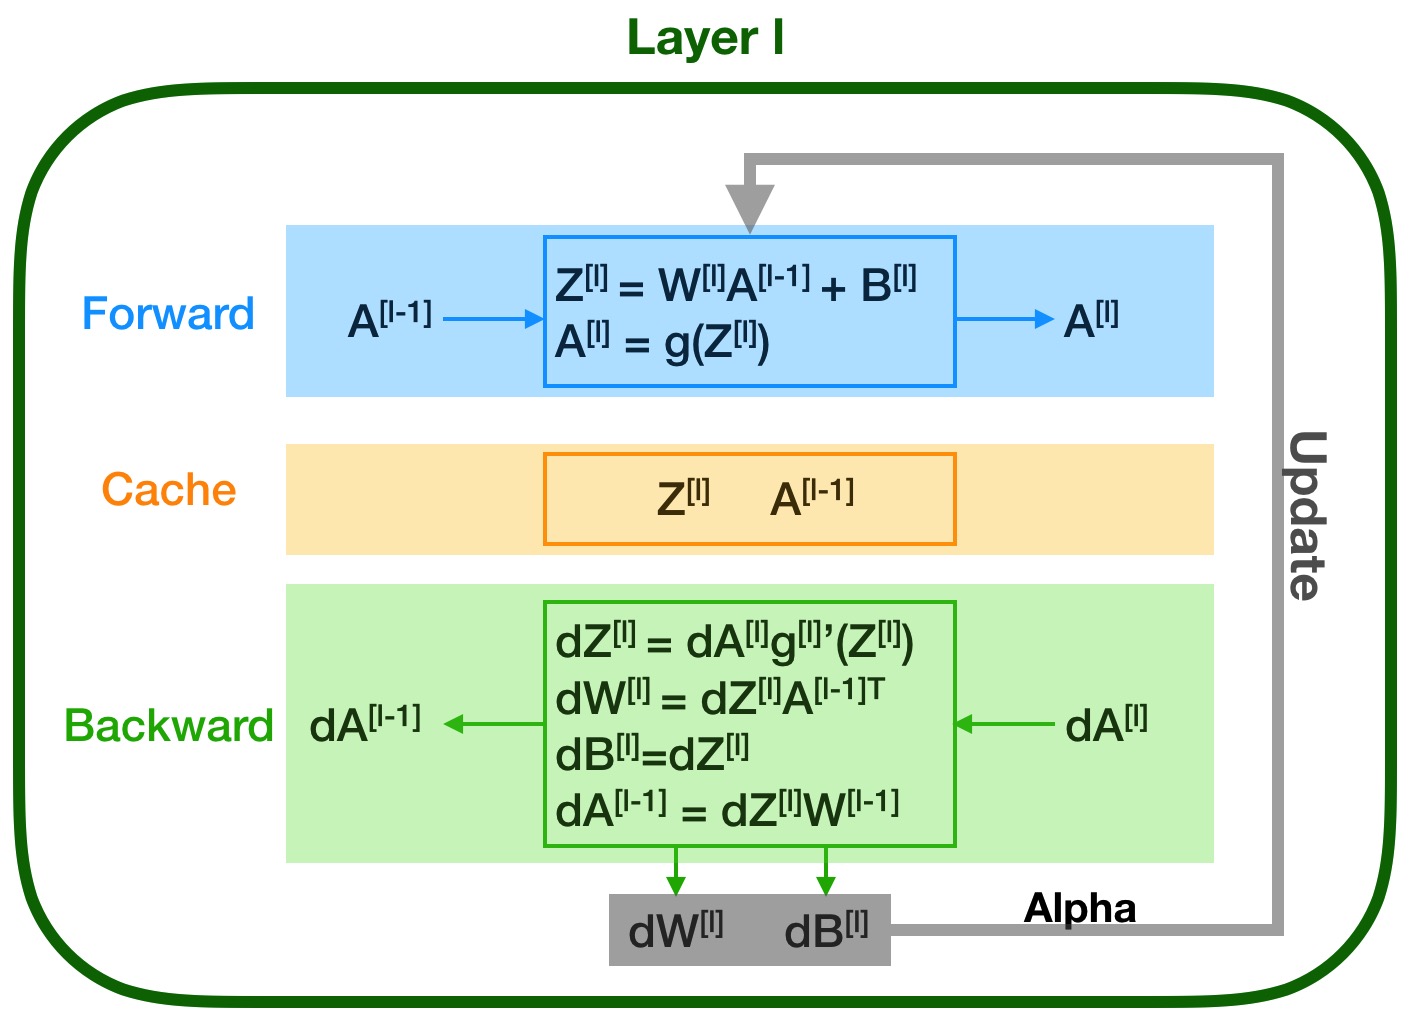 Layer l
Forward
A[l-1]
Z[l] = W[l]A[l-1] + B[l]
A[l] = g(Z[l])
A[l]
Cache
Z[l] A[l-1]
Update
Backward
dA[l-1]
dZ[l] = dA[l]g[l]’(Z[l])
dW[l] = dZ[l]A[l-1]T
dB[l]=dZ[l]
dA[l-1] = dZ[l]W[l-1]
dA[l]
dW[l] dB[l]
Alpha